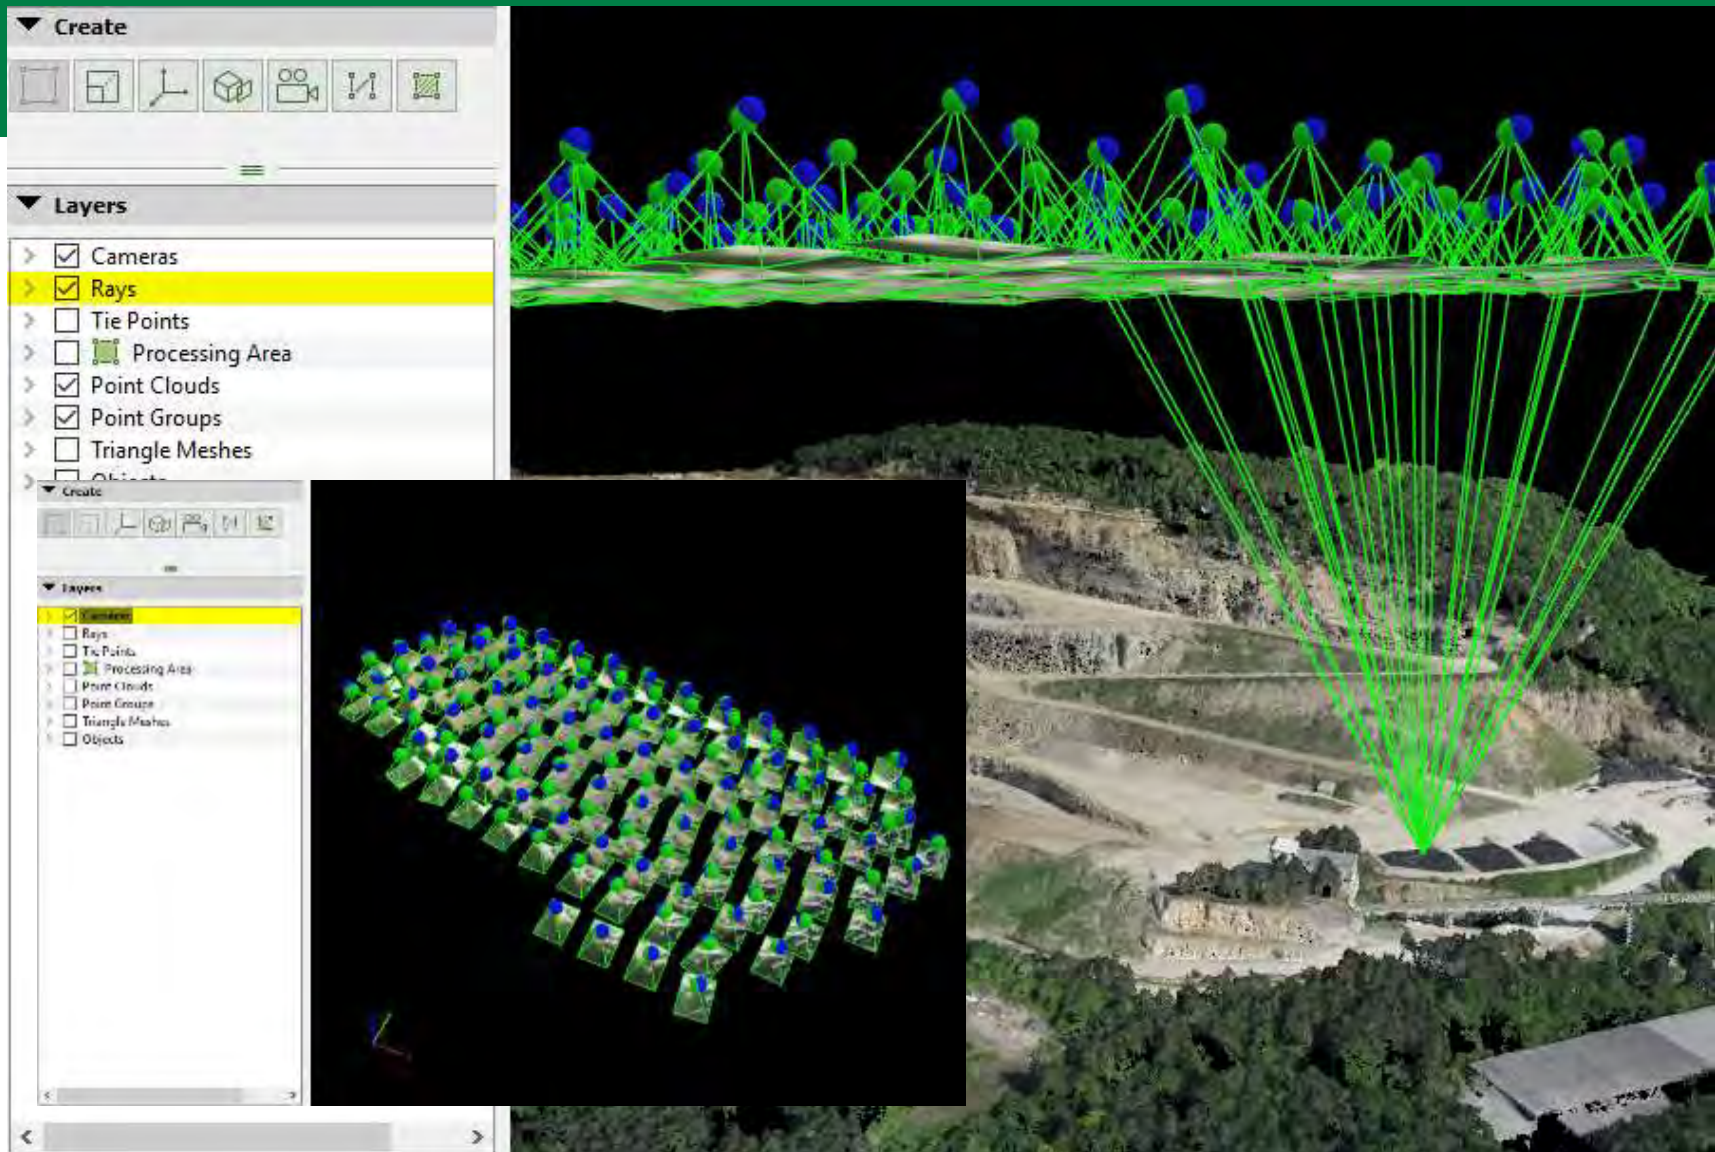 Create
Layers
Cameras
Rays
Tie Points
Processing Area
Point Clouds
Point Groups
Triangle Meshes
Objects
Create
Layers
Cameras
Rays
Tie Points
Processing Area
Point Clouds
Point Groups
Triangle Meshes
Objects